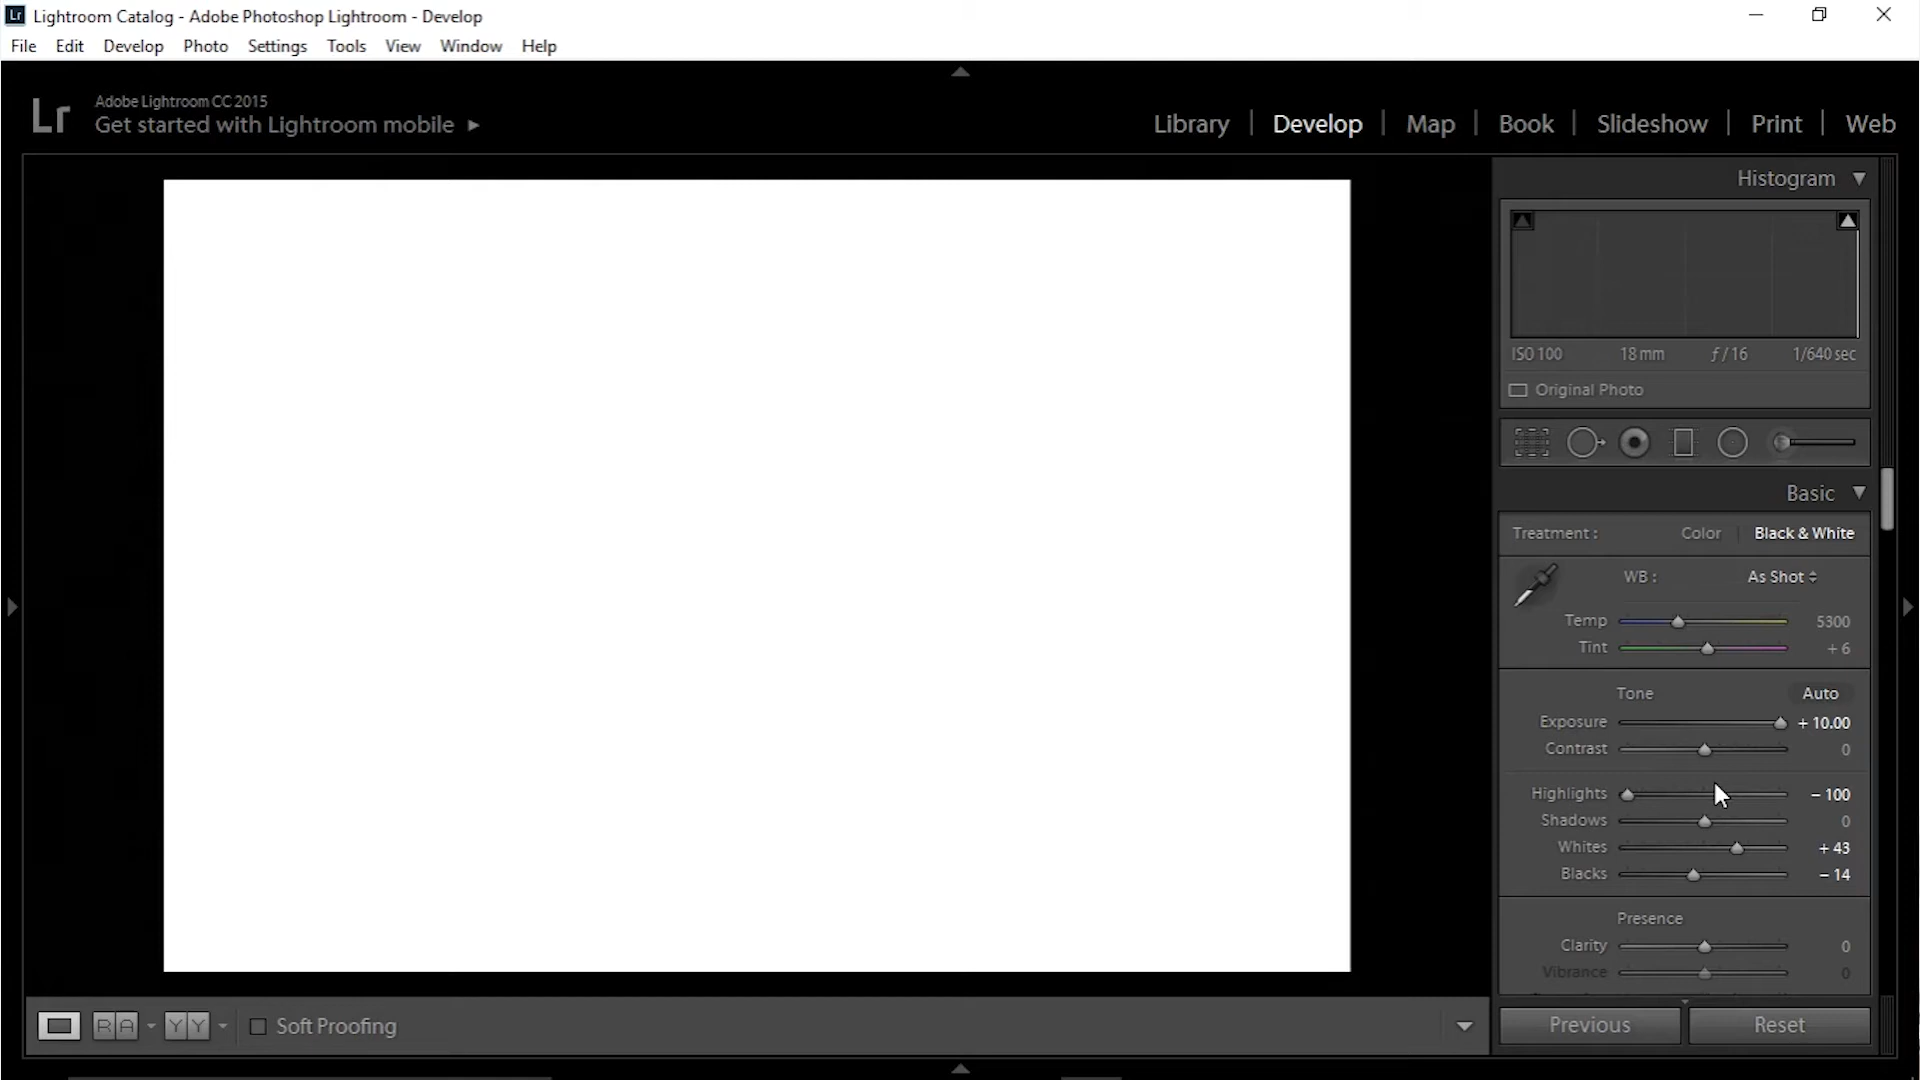 Lr Lightroom Catalog - Adobe Photoshop Lightroom - Develop
File Edit Develop Photo Settings Tools View Window Help
Lr Adobe Lightroom CC 2015
Get started with Lightroom mobile
Library | Develop | Map | Book | Slideshow | Print | Web
Histogram
ISO 100 18 mm ƒ/16 1/640 sec
Original Photo
Basic
Treatment : Color Black & White
WB : As Shot
Temp 5300
Tint + 6
Tone Auto
Exposure + 10.00
Contrast 0
Highlights – 100
Shadows 0
Whites + 43
Blacks – 14
Presence
Clarity 0
Vibrance 0
R A Y Y Soft Proofing
Previous Reset